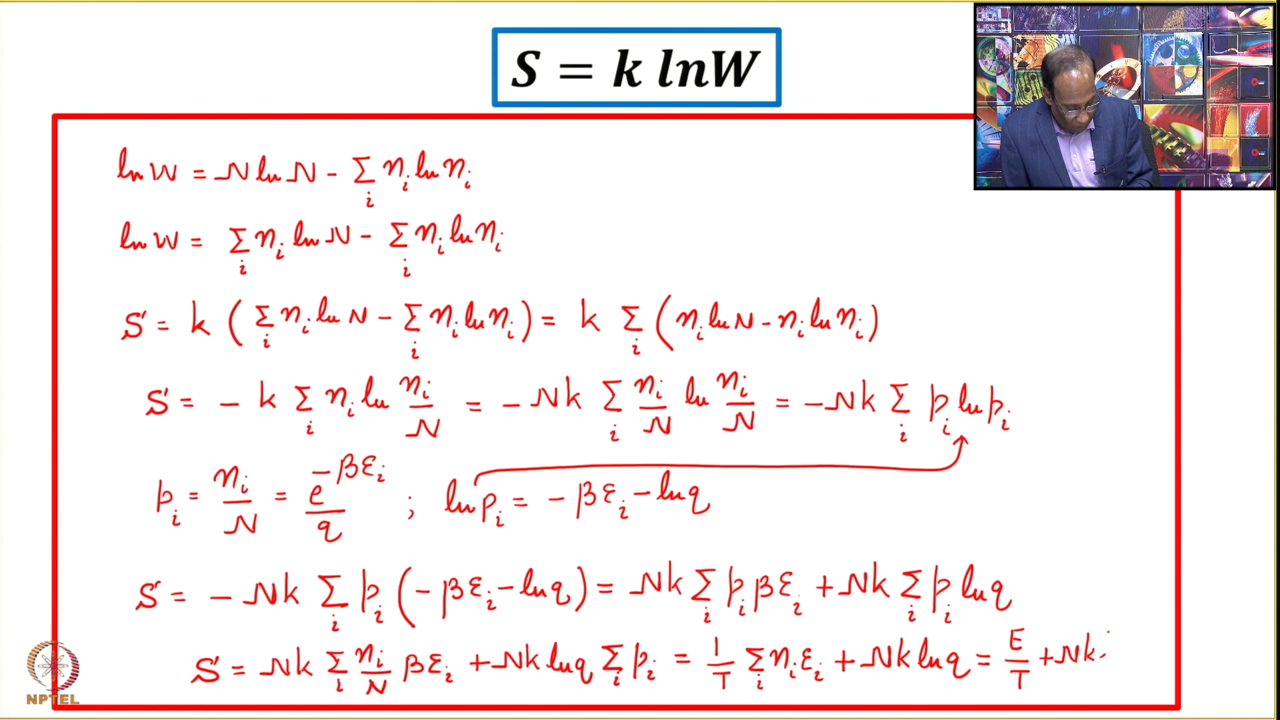 S = k lnW
ln W = N ln N - Σ_i n_i ln n_i
ln W = Σ_i n_i ln N - Σ_i n_i ln n_i
S = k ( Σ_i n_i ln N - Σ_i n_i ln n_i ) = k Σ_i ( n_i ln N - n_i ln n_i )
S = - k Σ_i n_i ln n_i/N = - Nk Σ_i n_i/N ln n_i/N = - Nk Σ_i p_i ln p_i
p_i = n_i/N = e^{-βε_i}/q ; ln p_i = - βε_i - ln q
S = - Nk Σ_i p_i ( - βε_i - ln q ) = Nk Σ_i p_i βε_i + Nk Σ_i p_i ln q
S = Nk Σ_i n_i/N βε_i + Nk ln q Σ_i p_i = 1/T Σ_i n_i ε_i + Nk ln q = E/T + Nk
NPTEL